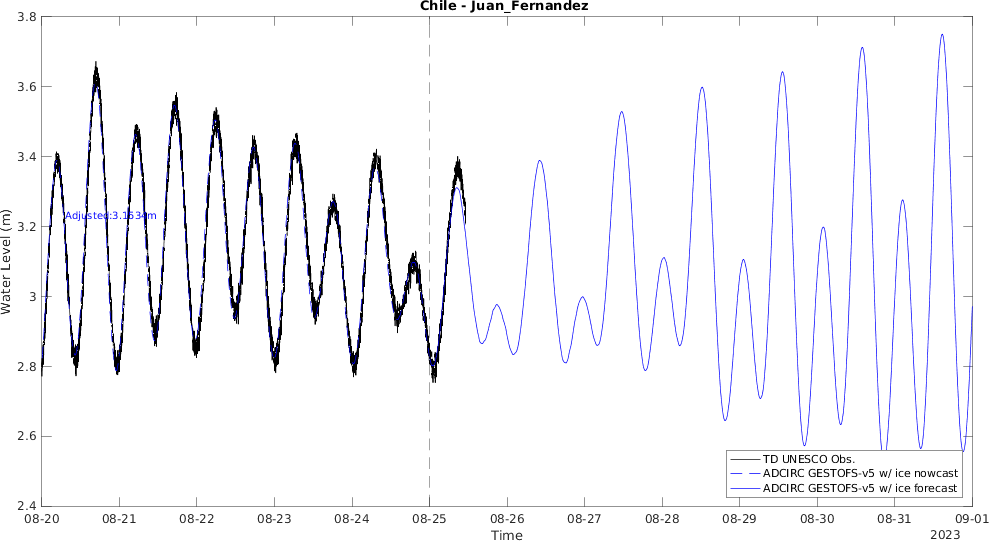 Chile - Juan_Fernandez
Water Level (m)
3.8
3.6
3.4
3.2
3
2.8
2.6
2.4
Adjusted:3.1634m
TD UNESCO Obs.
ADCIRC GESTOFS-v5 w/ ice nowcast
ADCIRC GESTOFS-v5 w/ ice forecast
08-20 08-21 08-22 08-23 08-24 08-25 08-26 08-27 08-28 08-29 08-30 08-31 09-01
Time
2023